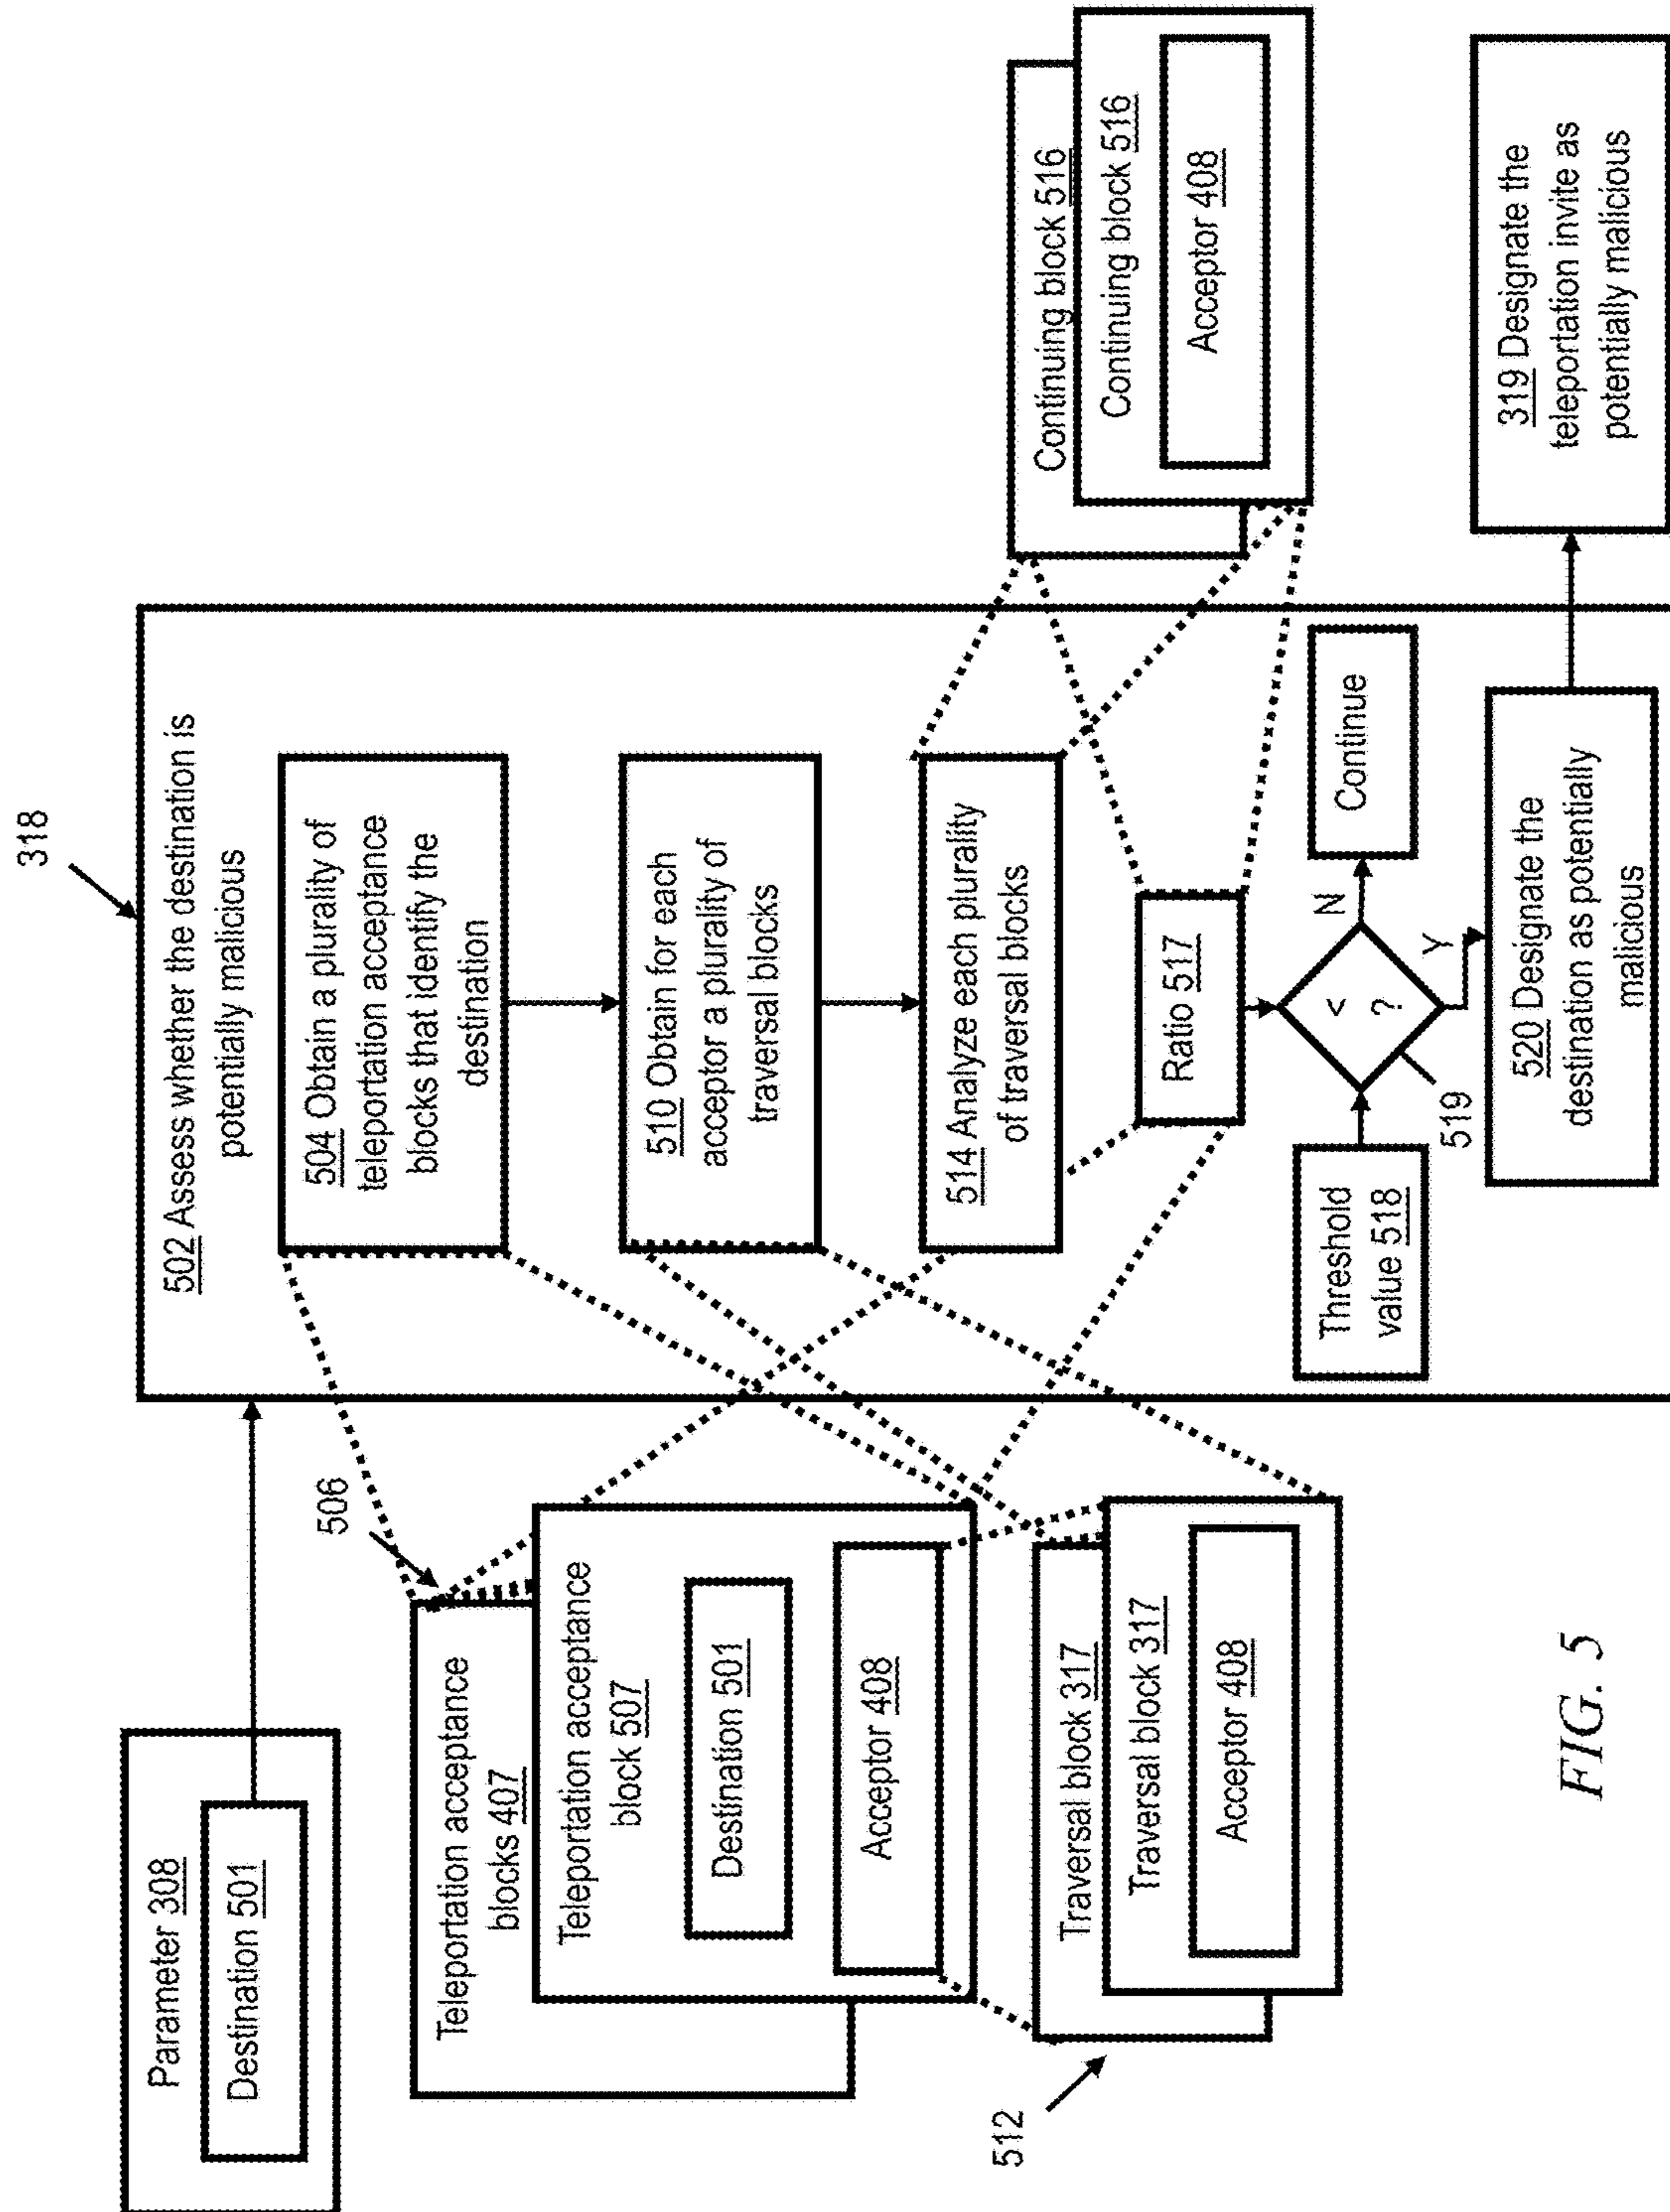 318
Parameter 308
Destination 501
502 Assess whether the destination is
potentially malicious
504 Obtain a plurality of
teleportation acceptance
blocks that identify the
destination
506
Teleportation acceptance
blocks 407
Teleportation acceptance
block 507
Destination 501
Acceptor 408
510 Obtain for each
acceptor a plurality of
traversal blocks
512
Traversal block 317
Traversal block 317
Acceptor 408
514 Analyze each plurality
of traversal blocks
Continuing block 516
Continuing block 516
Acceptor 408
Ratio 517
Threshold
value 518
<
?
519
N
Continue
Y
520 Designate the
destination as potentially
malicious
319 Designate the
teleportation invite as
potentially malicious
FIG. 5